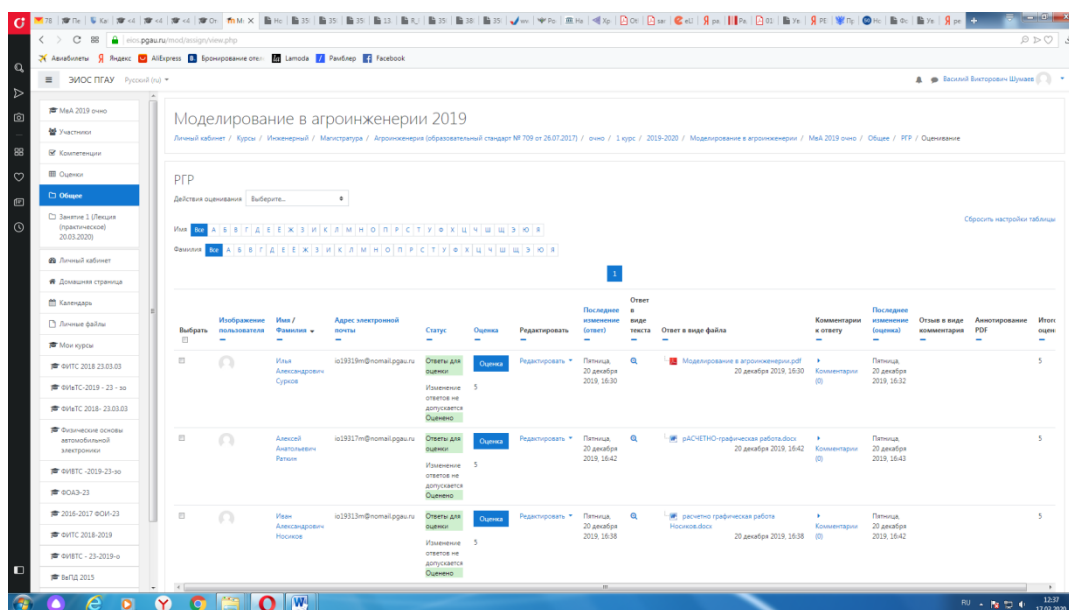 eios.pgau.ru/mod/assign/view.php
Авиабилеты Яндекс AliExpress Бронирование отел Lamoda Рамблер Facebook
ЭИОС ПГАУ Русский (ru)
Василий Викторович Шумаев
МвА 2019 очно
Участники
Компетенции
Оценки
Общее
Занятие 1 (Лекция
(практическое)
20.03.2020)
Личный кабинет
Домашняя страница
Календарь
Личные файлы
Мои курсы
ФИТС 2018 23.03.03
ФИвТС-2019 - 23 - зо
ФИвТС 2018- 23.03.03
Физические основы
автомобильной
электроники
ФИВТС -2019-23-зо
ФОАЭ-23
2016-2017 ФОИ-23
ФИТС 2018-2019
ФИВТС - 23-2019-о
ВвПД 2015
Моделирование в агроинженерии 2019
Личный кабинет / Курсы / Инженерный / Магистратура / Агроинженерия (образовательный стандарт № 709 от 26.07.2017) / очно / 1 курс / 2019-2020 / Моделирование в агроинженерии / МвА 2019 очно / Общее / РГР / Оценивание
РГР
Действия оценивания Выберите...
Сбросить настройки таблицы
Имя Все А Б В Г Д Е Ё Ж З И К Л М Н О П Р С Т У Ф Х Ц Ч Ш Щ Э Ю Я
Фамилия Все А Б В Г Д Е Ё Ж З И К Л М Н О П Р С Т У Ф Х Ц Ч Ш Щ Э Ю Я
1
Выбрать
Изображение
пользователя
Имя /
Фамилия
Адрес электронной
почты
Статус
Оценка
Редактировать
Последнее
изменение
(ответ)
Ответ
в
виде
текста
Ответ в виде файла
Комментарии
к ответу
Последнее
изменение
(оценка)
Отзыв в виде
комментария
Аннотирование
PDF
Итого
оцен
Илья
Александрович
Сурков
io19319m@nomail.pgau.ru
Ответы для
оценки
Изменение
ответов не
допускается
Оценено
Оценка
5
Редактировать
Пятница,
20 декабря
2019, 16:30
Моделирование в агроинженерии.pdf
20 декабря 2019, 16:30
Комментарии
(0)
Пятница,
20 декабря
2019, 16:32
5
Алексей
Анатольевич
Раткин
io19317m@nomail.pgau.ru
Ответы для
оценки
Изменение
ответов не
допускается
Оценено
Оценка
5
Редактировать
Пятница,
20 декабря
2019, 16:42
рАСЧЁТНО-графическая работа.docx
20 декабря 2019, 16:42
Комментарии
(0)
Пятница,
20 декабря
2019, 16:43
5
Иван
Александрович
Носиков
io19313m@nomail.pgau.ru
Ответы для
оценки
Изменение
ответов не
допускается
Оценено
Оценка
5
Редактировать
Пятница,
20 декабря
2019, 16:38
расчетно графическая работа
Носиков.docx
20 декабря 2019, 16:38
Комментарии
(0)
Пятница,
20 декабря
2019, 16:42
5
RU
12:37